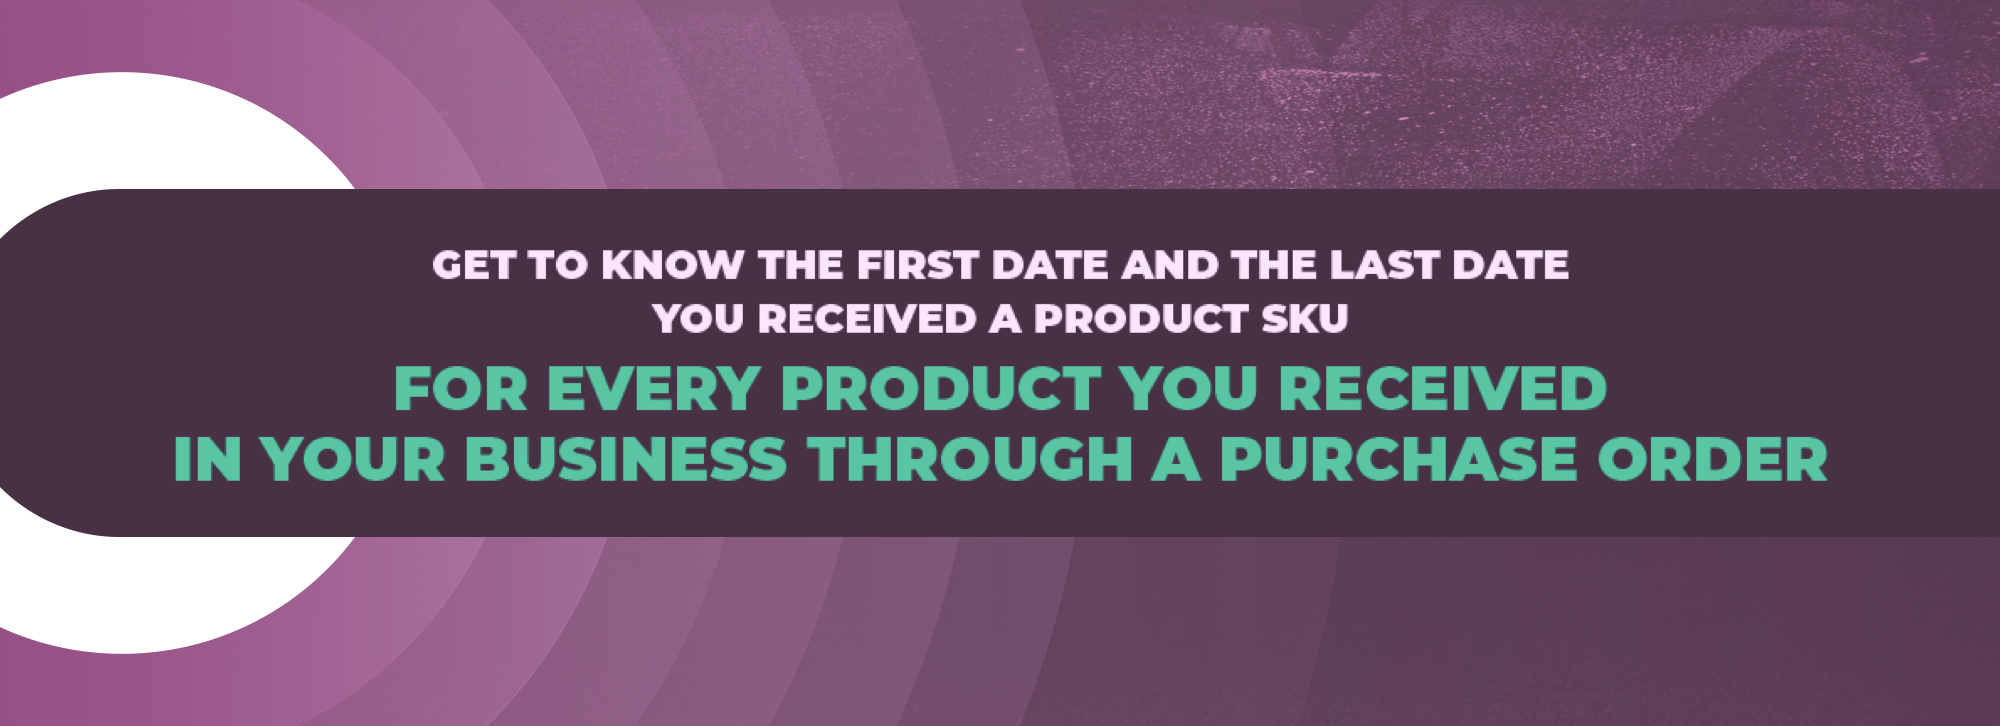 GET TO KNOW THE FIRST DATE AND THE LAST DATE
YOU RECEIVED A PRODUCT SKU
FOR EVERY PRODUCT YOU RECEIVED
IN YOUR BUSINESS THROUGH A PURCHASE ORDER